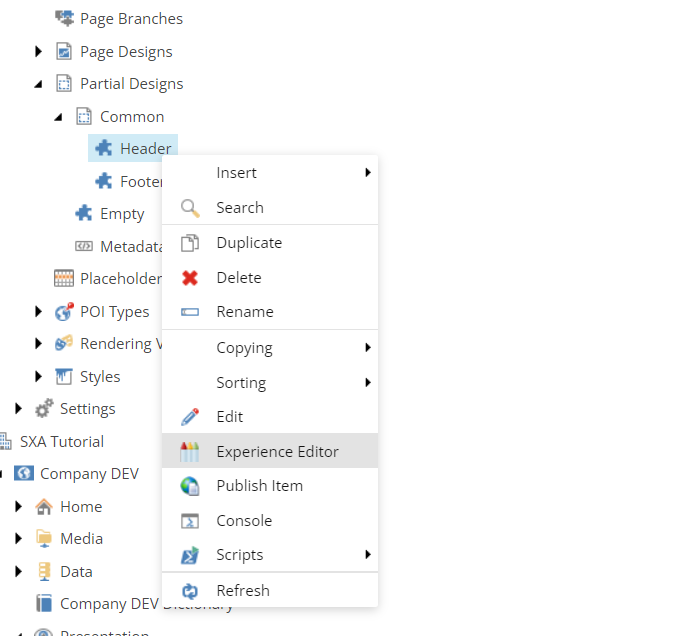 Page Branches
Page Designs
Partial Designs
Common
Header
Footer
Empty
Metadata
Placeholder
POI Types
Rendering V
Styles
Settings
SXA Tutorial
Company DEV
Home
Media
Data
Company DEV Dictionary
Presentation
Insert
Search
Duplicate
Delete
Rename
Copying
Sorting
Edit
Experience Editor
Publish Item
Console
Scripts
Refresh